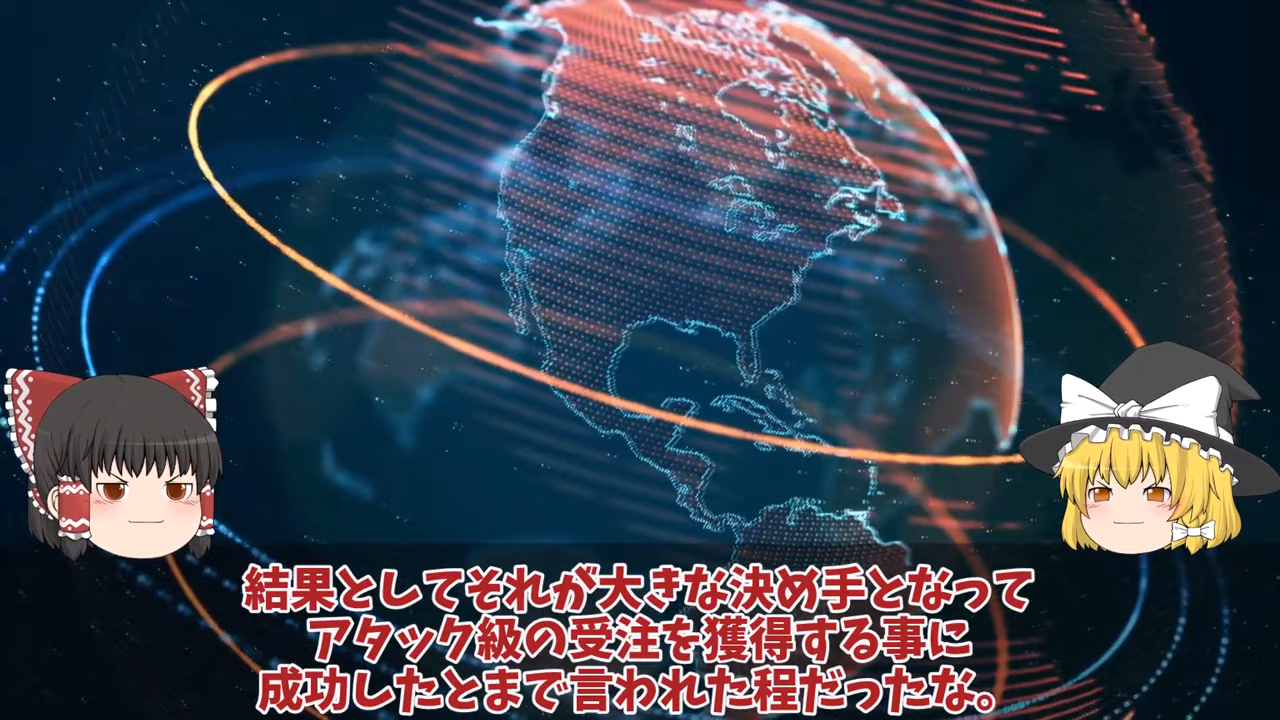 結果としてそれが大きな決め手となって
アタック級の受注を獲得する事に
成功したとまで言われた程だったな。